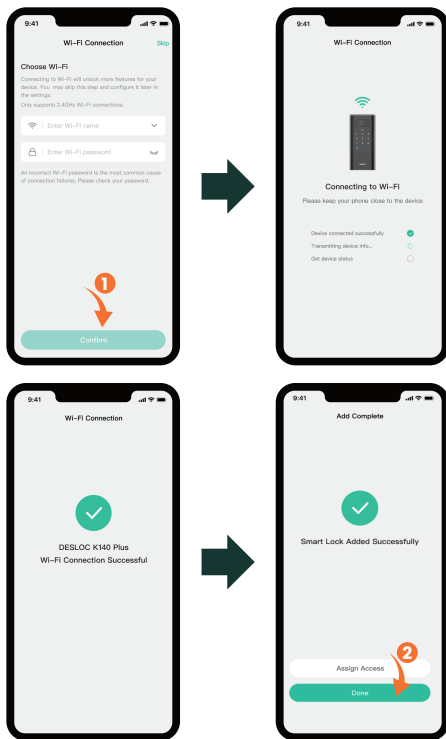 9:41
Wi-Fi Connection
Skip
Choose Wi-Fi
Connecting to Wi-Fi will unlock more features for your
device. You may skip this step and configure it later in
the settings.
Only supports 2.4GHz Wi-Fi connections.
Enter Wi-Fi name
Enter Wi-Fi password
An incorrect Wi-Fi password is the most common cause
of connection failures. Please check your password.
1
Confirm
9:41
Wi-Fi Connection
Connecting to Wi-Fi
Please keep your phone close to the device
Device connected successfully
Transmitting device info...
Get device status
9:41
Wi-Fi Connection
DESLOC K140 Plus
Wi-Fi Connection Successful
9:41
Add Complete
Smart Lock Added Successfully
2
Assign Access
Done